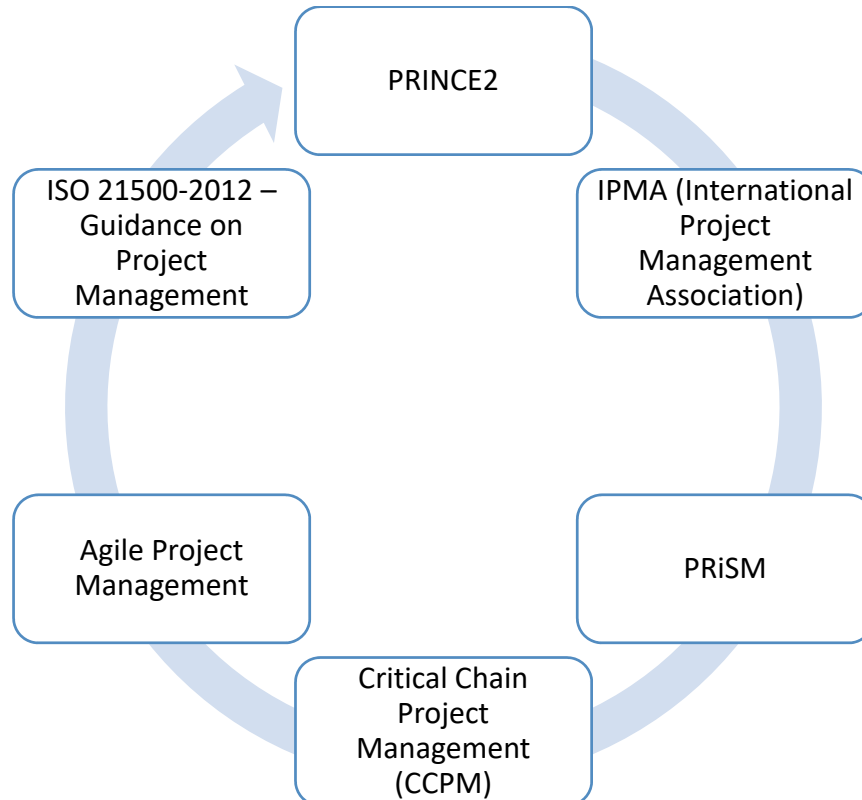 PRINCE2
IPMA (International
Project
Management
Association)
PRiSM
Critical Chain
Project
Management
(CCPM)
Agile Project
Management
ISO 21500-2012 –
Guidance on
Project
Management